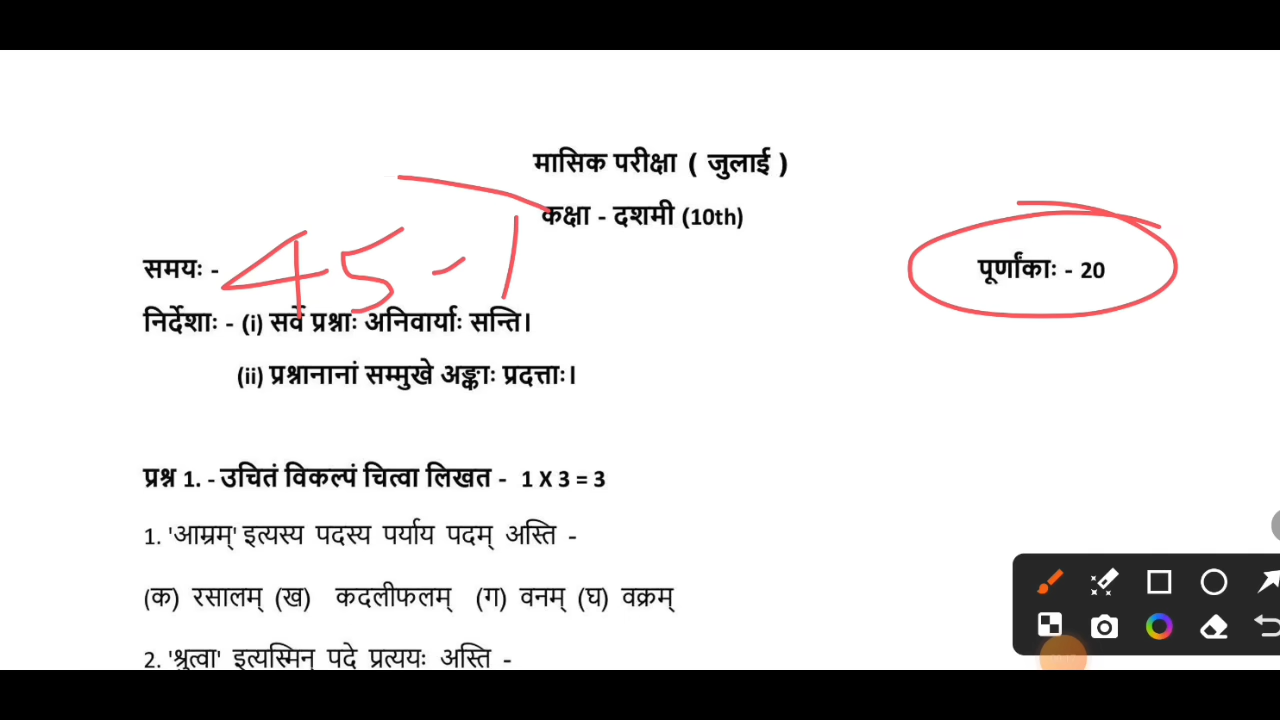 मासिक परीक्षा ( जुलाई )
कक्षा - दशमी (10th)
समयः - 45 - 1
पूर्णांकाः - 20
निर्देशाः - (i) सर्वे प्रश्नाः अनिवार्याः सन्ति।
(ii) प्रश्नानानां सम्मुखे अङ्काः प्रदत्ताः।
प्रश्न 1. - उचितं विकल्पं चित्वा लिखत - 1 X 3 = 3
1. 'आम्रम्' इत्यस्य पदस्य पर्याय पदम् अस्ति -
(क) रसालम् (ख) कदलीफलम् (ग) वनम् (घ) वक्रम्
2. 'श्रुत्वा' इत्यस्मिन् पदे प्रत्ययः अस्ति -